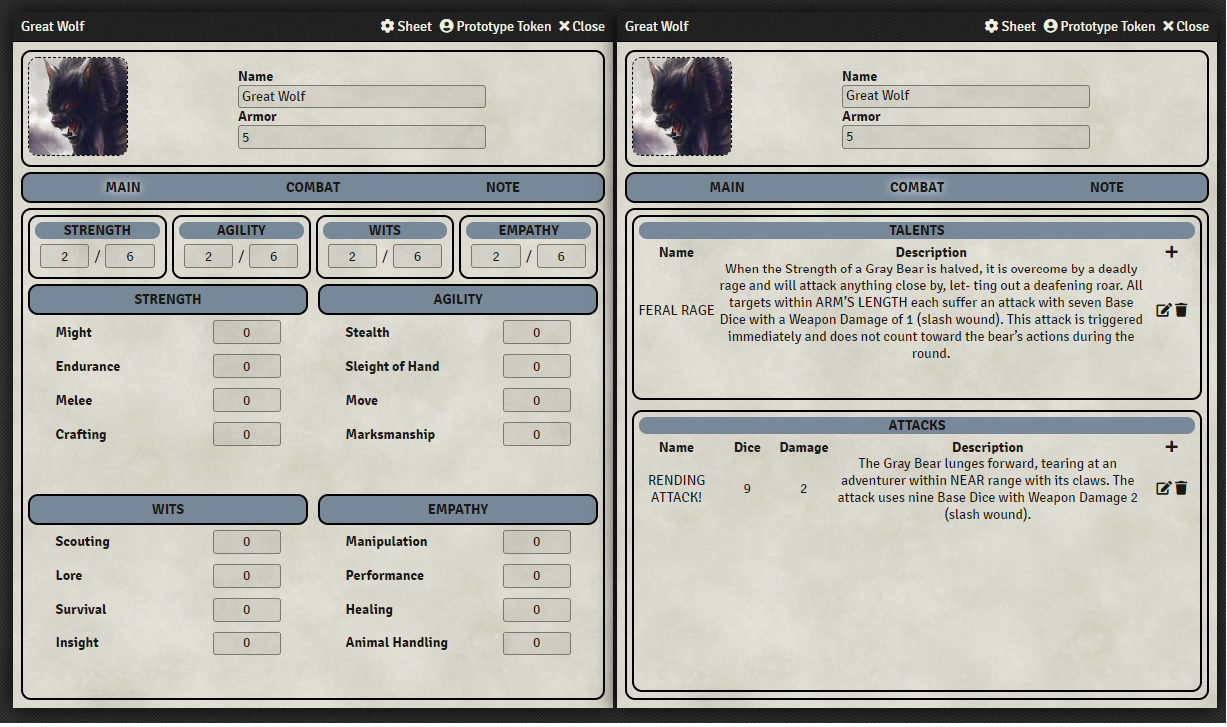 Great Wolf
Sheet Prototype Token Close
Name
Great Wolf
Armor
5
MAIN COMBAT NOTE
STRENGTH AGILITY WITS EMPATHY
2 / 6 2 / 6 2 / 6 2 / 6
STRENGTH AGILITY
Might 0 Stealth 0
Endurance 0 Sleight of Hand 0
Melee 0 Move 0
Crafting 0 Marksmanship 0
WITS EMPATHY
Scouting 0 Manipulation 0
Lore 0 Performance 0
Survival 0 Healing 0
Insight 0 Animal Handling 0
Great Wolf
Sheet Prototype Token Close
Name
Great Wolf
Armor
5
MAIN COMBAT NOTE
TALENTS
Name Description +
FERAL RAGE
When the Strength of a Gray Bear is halved, it is overcome by a deadly
rage and will attack anything close by, let- ting out a deafening roar. All
targets within ARM’S LENGTH each suffer an attack with seven Base
Dice with a Weapon Damage of 1 (slash wound). This attack is triggered
immediately and does not count toward the bear’s actions during the
round.
ATTACKS
Name Dice Damage Description +
RENDING
ATTACK!
9 2
The Gray Bear lunges forward, tearing at an
adventurer within NEAR range with its claws. The
attack uses nine Base Dice with Weapon Damage 2
(slash wound).